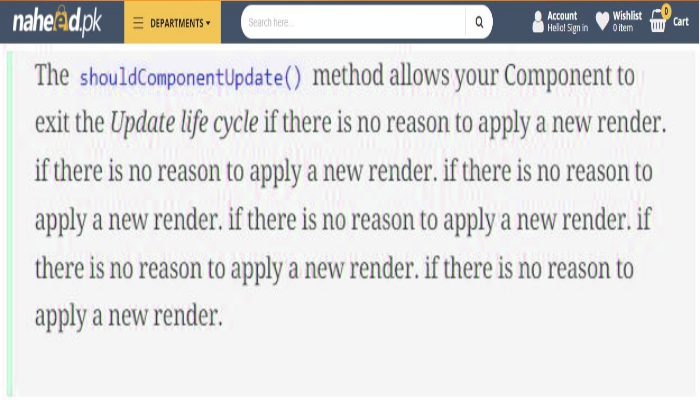 naheed.pk
DEPARTMENTS
Search here...
Account
Hello! Sign in
Wishlist
0 item
0
Cart
The shouldComponentUpdate() method allows your Component to
exit the Update life cycle if there is no reason to apply a new render.
if there is no reason to apply a new render. if there is no reason to
apply a new render. if there is no reason to apply a new render. if
there is no reason to apply a new render. if there is no reason to
apply a new render.